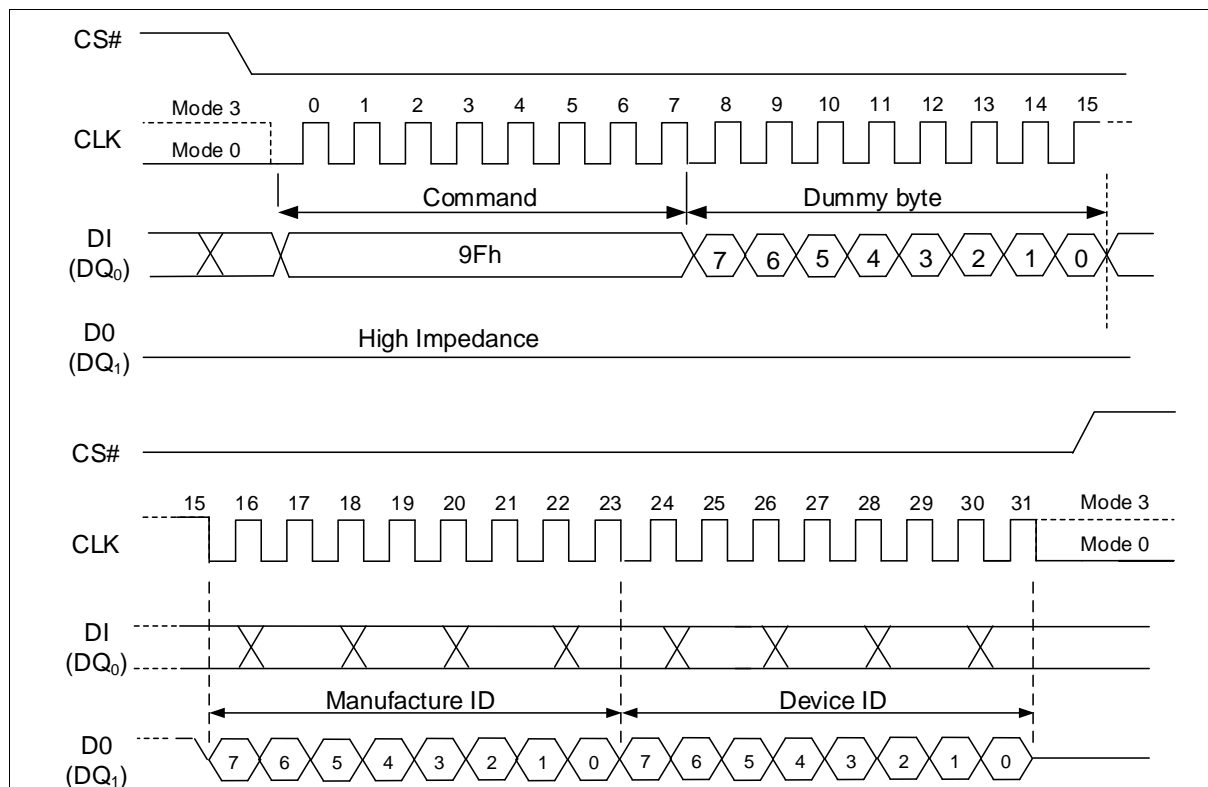 CS#
0 1 2 3 4 5 6 7 8 9 10 11 12 13 14 15
Mode 3
CLK
Mode 0
Command Dummy byte
DI
(DQ0)
9Fh 7 6 5 4 3 2 1 0
D0
(DQ1)
High Impedance
CS#
15 16 17 18 19 20 21 22 23 24 25 26 27 28 29 30 31
Mode 3
CLK
Mode 0
DI
(DQ0)
Manufacture ID Device ID
D0
(DQ1)
7 6 5 4 3 2 1 0 7 6 5 4 3 2 1 0